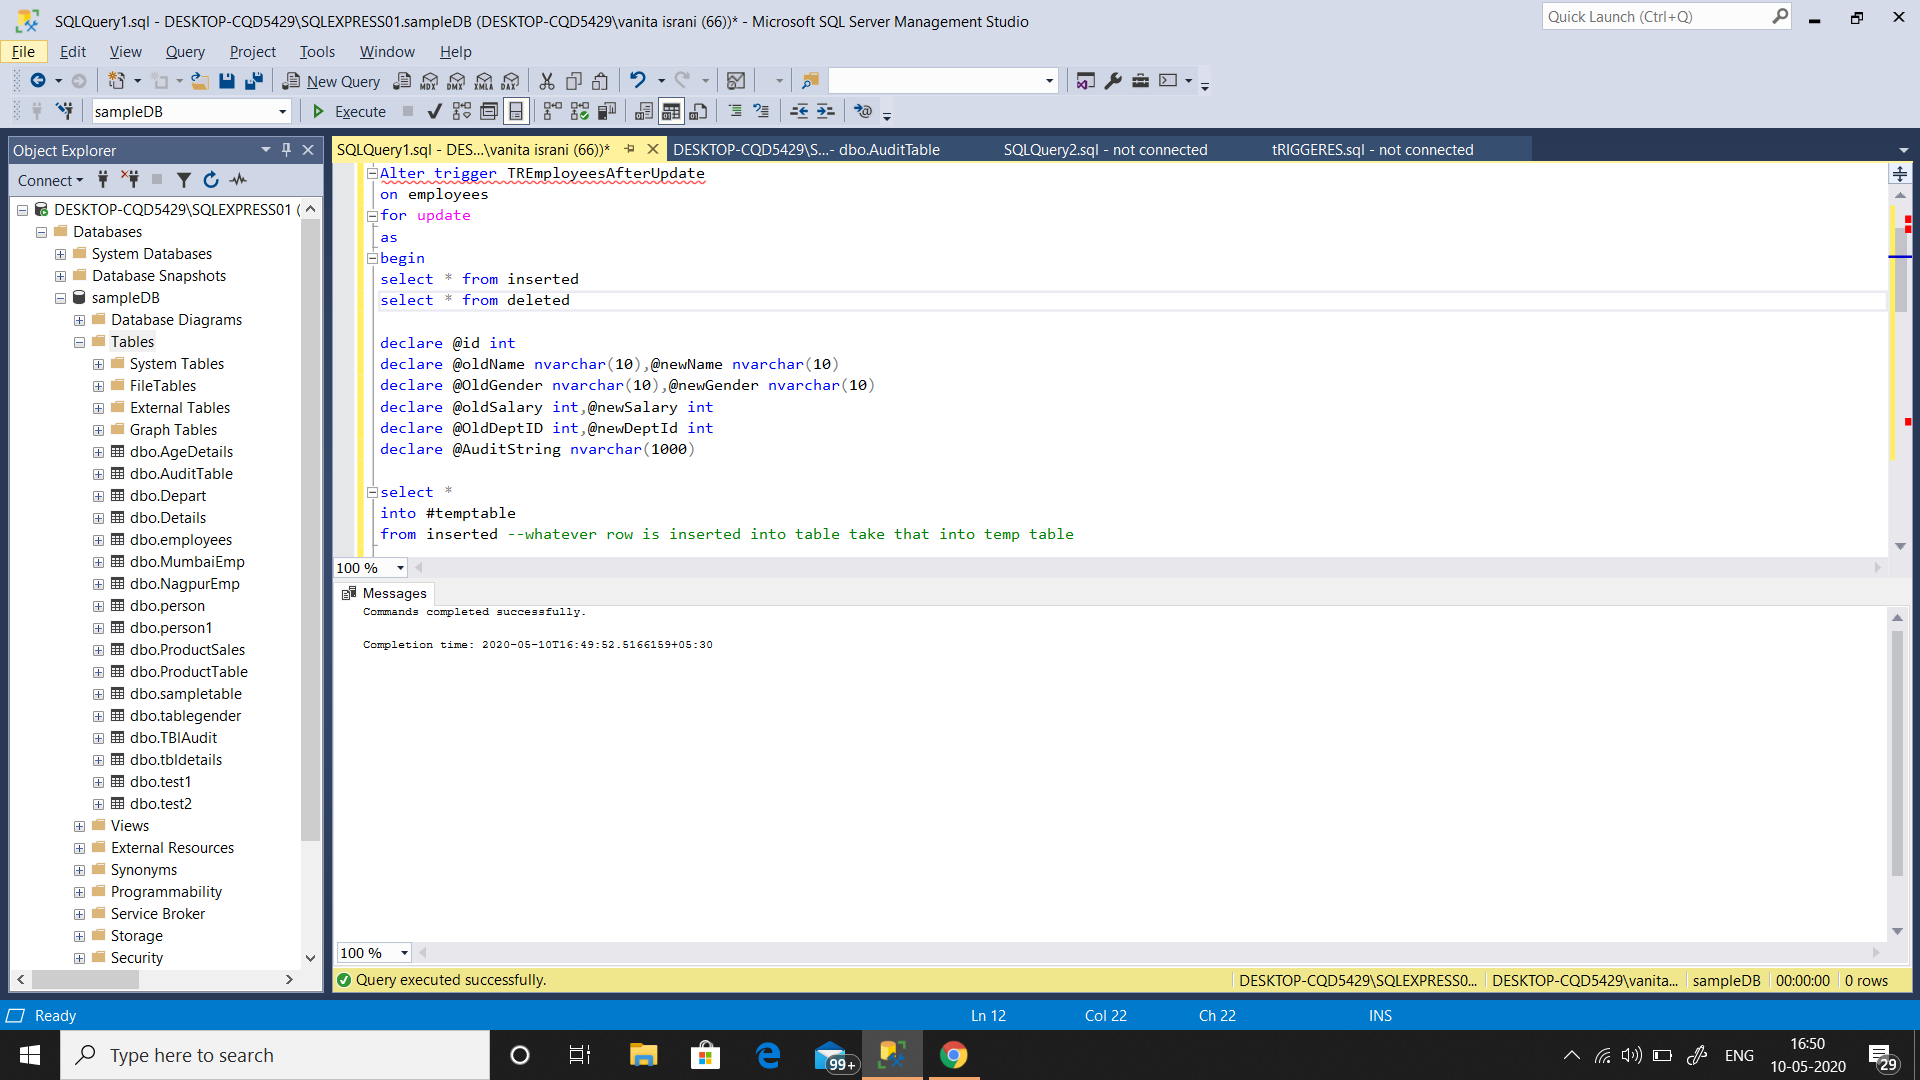 SQLQuery1.sql - DESKTOP-CQD5429\SQLEXPRESS01.sampleDB (DESKTOP-CQD5429\vanita israni (66))* - Microsoft SQL Server Management Studio
Quick Launch (Ctrl+Q)
File Edit View Query Project Tools Window Help
New Query MDX DMX XMLA DAX
sampleDB Execute
Object Explorer
SQLQuery1.sql - DES...\vanita israni (66))* DESKTOP-CQD5429\S...- dbo.AuditTable SQLQuery2.sql - not connected tRIGGERES.sql - not connected
Connect
DESKTOP-CQD5429\SQLEXPRESS01 (
Databases
System Databases
Database Snapshots
sampleDB
Database Diagrams
Tables
System Tables
FileTables
External Tables
Graph Tables
dbo.AgeDetails
dbo.AuditTable
dbo.Depart
dbo.Details
dbo.employees
dbo.MumbaiEmp
dbo.NagpurEmp
dbo.person
dbo.person1
dbo.ProductSales
dbo.ProductTable
dbo.sampletable
dbo.tablegender
dbo.TBlAudit
dbo.tbldetails
dbo.test1
dbo.test2
Views
External Resources
Synonyms
Programmability
Service Broker
Storage
Security
Alter trigger TREmployeesAfterUpdate
on employees
for update
as
begin
select * from inserted
select * from deleted
declare @id int
declare @oldName nvarchar(10),@newName nvarchar(10)
declare @OldGender nvarchar(10),@newGender nvarchar(10)
declare @oldSalary int,@newSalary int
declare @OldDeptID int,@newDeptId int
declare @AuditString nvarchar(1000)
select *
into #temptable
from inserted --whatever row is inserted into table take that into temp table
100 %
Messages
Commands completed successfully.
Completion time: 2020-05-10T16:49:52.5166159+05:30
100 %
Query executed successfully. DESKTOP-CQD5429\SQLEXPRESS0... DESKTOP-CQD5429\vanita... sampleDB 00:00:00 0 rows
Ready Ln 12 Col 22 Ch 22 INS
Type here to search
99+
ENG
16:50
10-05-2020
29